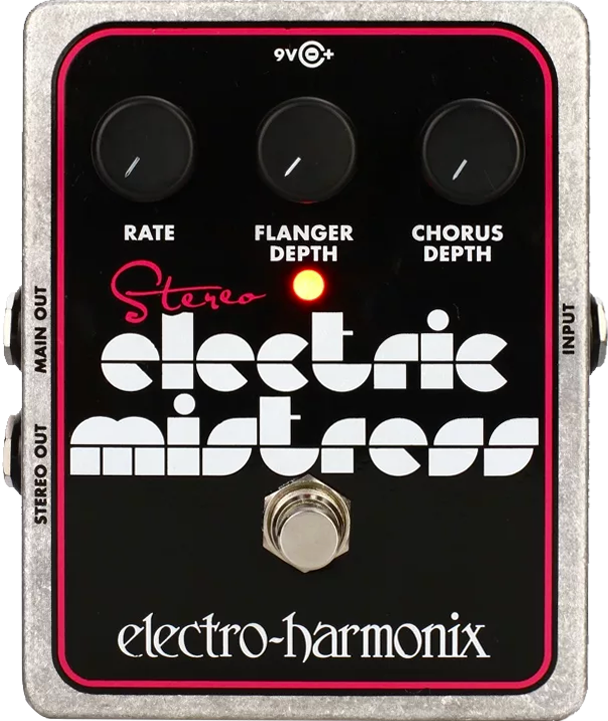 9V +
RATE
FLANGER
DEPTH
CHORUS
DEPTH
Stereo
electric
mistress
MAIN OUT
STEREO OUT
INPUT
electro-harmonix